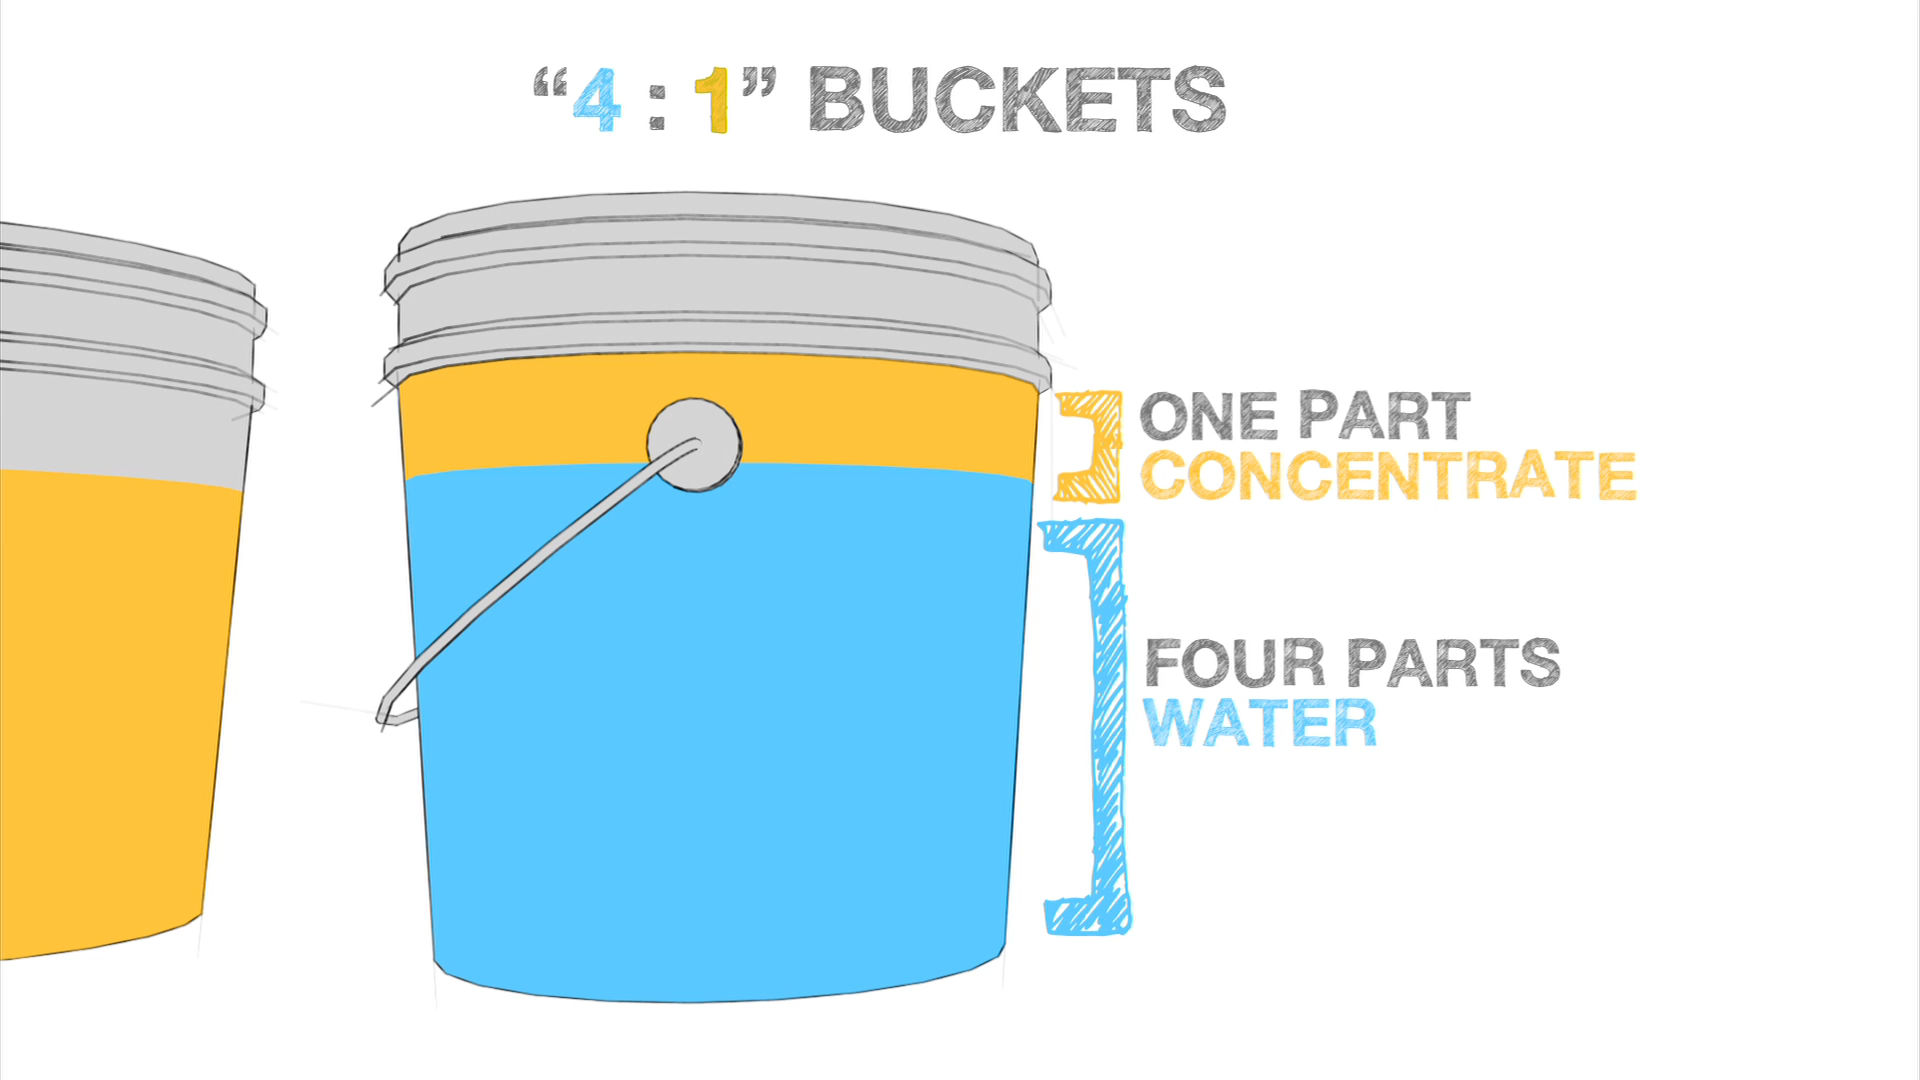 “4 : 1” BUCKETS
ONE PART
CONCENTRATE
FOUR PARTS
WATER